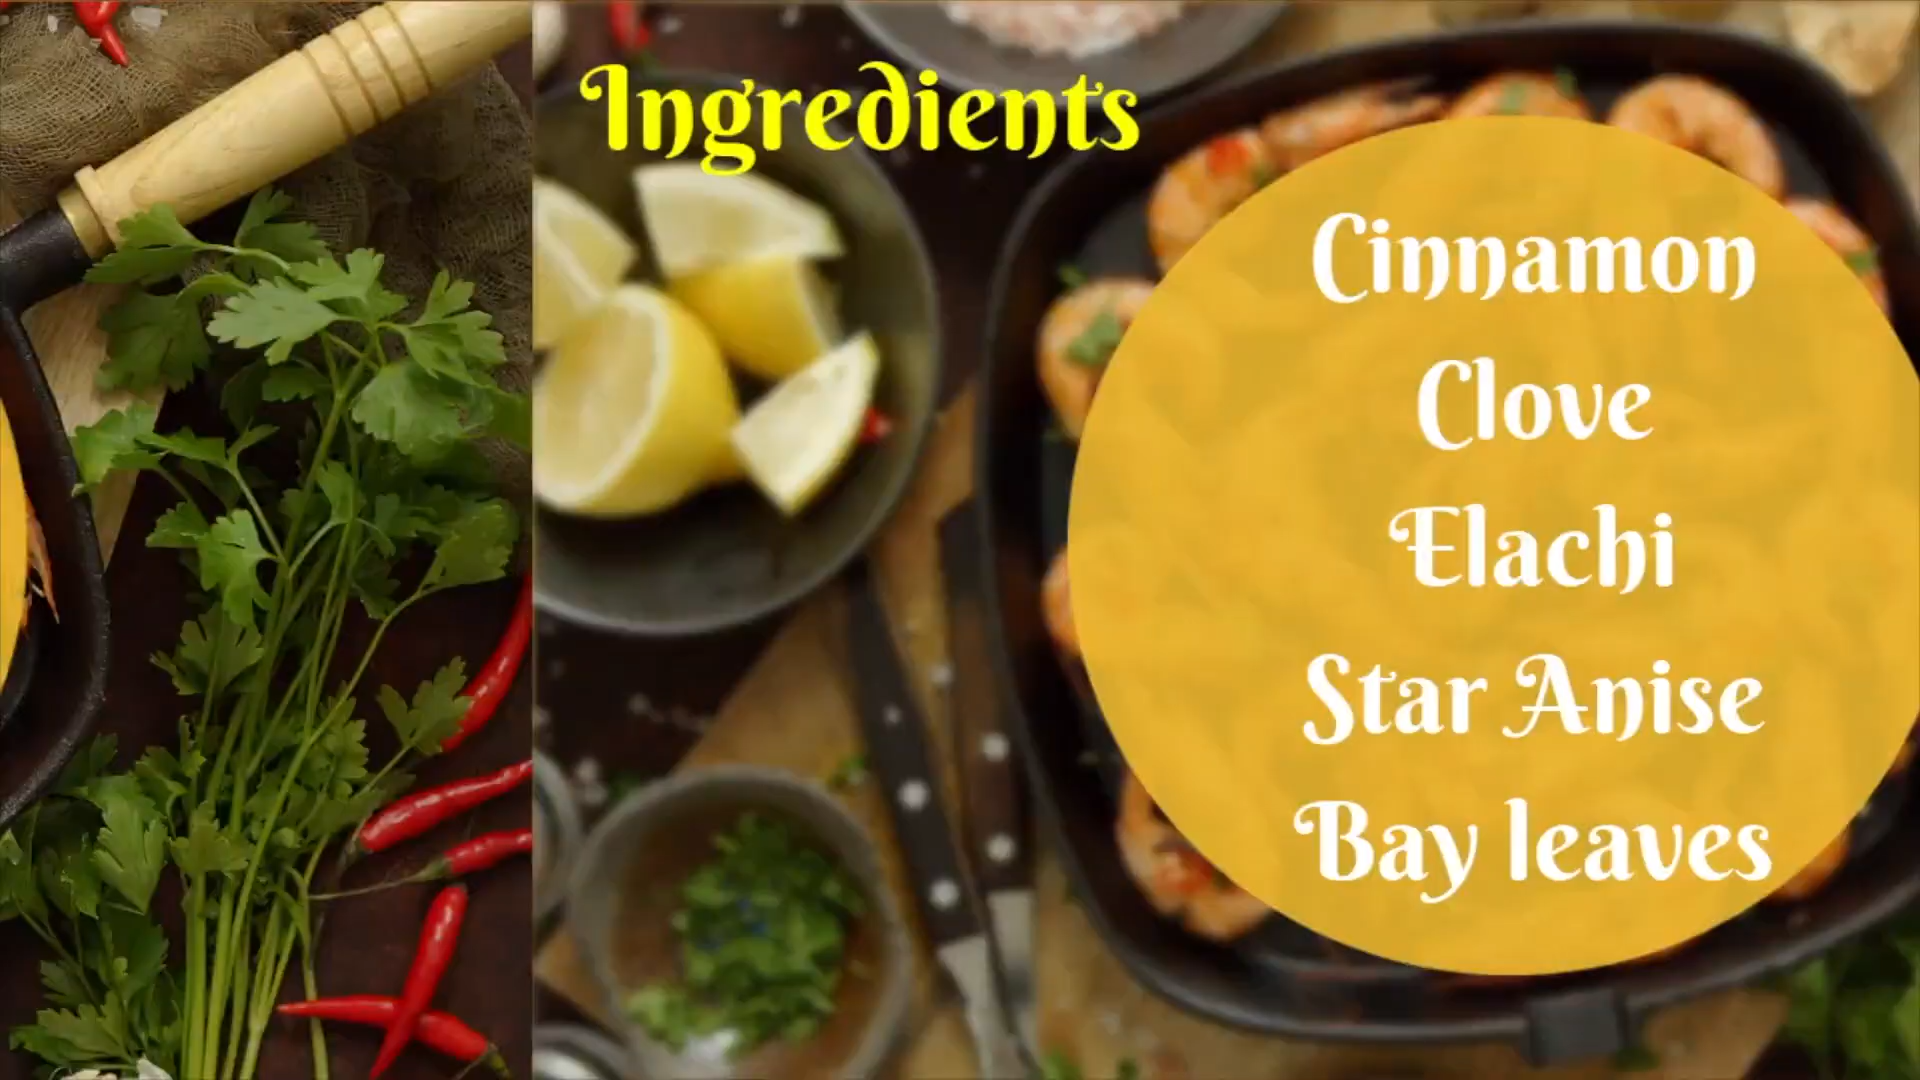 Ingredients
Cinnamon
Clove
Elachi
Star Anise
Bay leaves